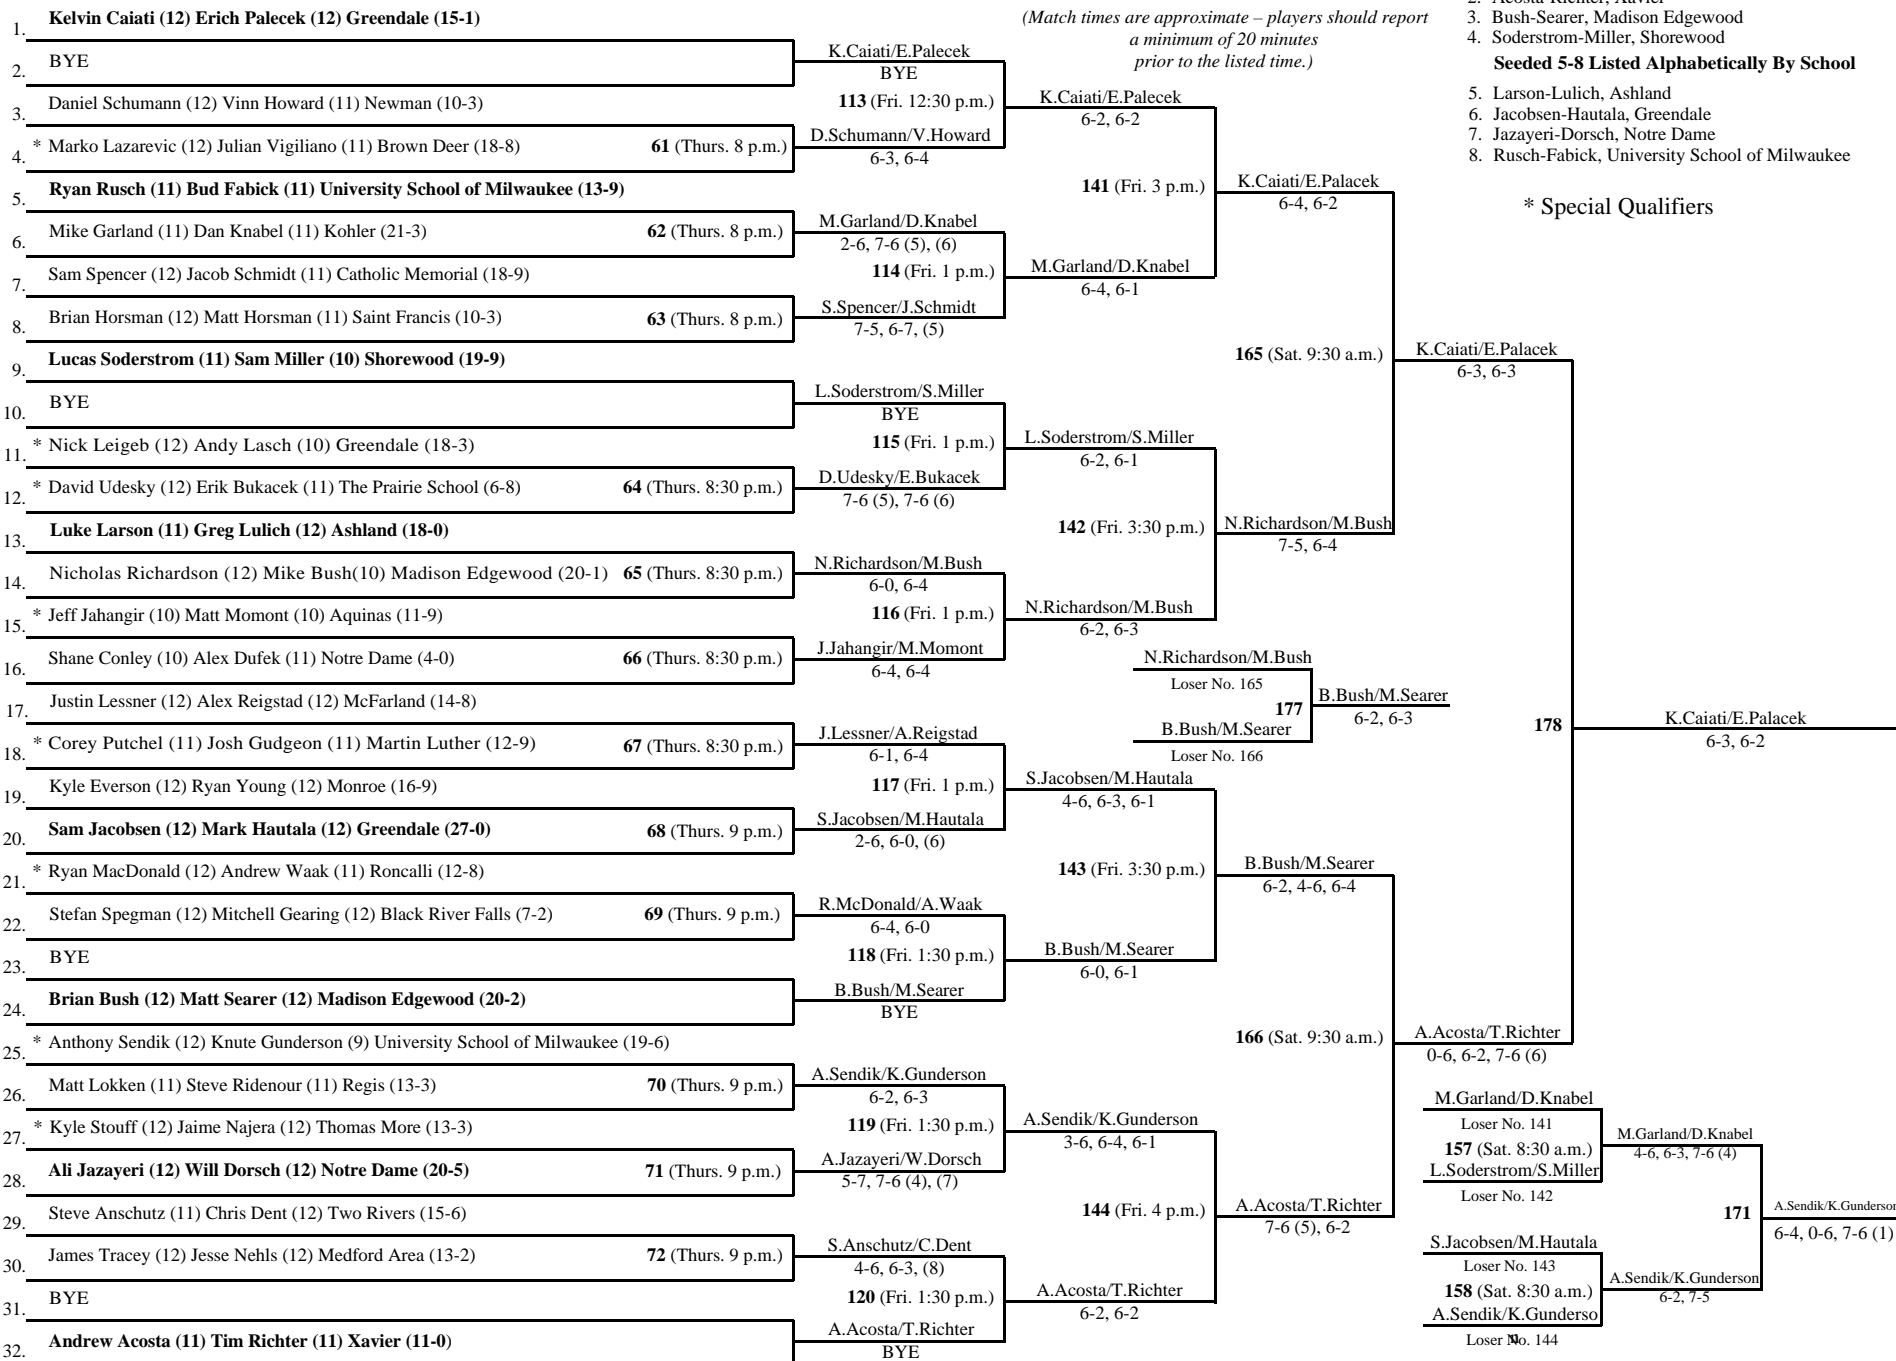 1. Kelvin Caiati (12) Erich Palecek (12) Greendale (15-1)
2. BYE
3. Daniel Schumann (12) Vinn Howard (11) Newman (10-3)
4. * Marko Lazarevic (12) Julian Vigiliano (11) Brown Deer (18-8) 61 (Thurs. 8 p.m.)
5. Ryan Rusch (11) Bud Fabick (11) University School of Milwaukee (13-9)
6. Mike Garland (11) Dan Knabel (11) Kohler (21-3) 62 (Thurs. 8 p.m.)
7. Sam Spencer (12) Jacob Schmidt (11) Catholic Memorial (18-9)
8. Brian Horsman (12) Matt Horsman (11) Saint Francis (10-3) 63 (Thurs. 8 p.m.)
9. Lucas Soderstrom (11) Sam Miller (10) Shorewood (19-9)
10. BYE
11. * Nick Leigeb (12) Andy Lasch (10) Greendale (18-3)
12. * David Udesky (12) Erik Bukacek (11) The Prairie School (6-8) 64 (Thurs. 8:30 p.m.)
13. Luke Larson (11) Greg Lulich (12) Ashland (18-0)
14. Nicholas Richardson (12) Mike Bush(10) Madison Edgewood (20-1) 65 (Thurs. 8:30 p.m.)
15. * Jeff Jahangir (10) Matt Momont (10) Aquinas (11-9)
16. Shane Conley (10) Alex Dufek (11) Notre Dame (4-0) 66 (Thurs. 8:30 p.m.)
17. Justin Lessner (12) Alex Reigstad (12) McFarland (14-8)
18. * Corey Putchel (11) Josh Gudgeon (11) Martin Luther (12-9) 67 (Thurs. 8:30 p.m.)
19. Kyle Everson (12) Ryan Young (12) Monroe (16-9)
20. Sam Jacobsen (12) Mark Hautala (12) Greendale (27-0) 68 (Thurs. 9 p.m.)
21. * Ryan MacDonald (12) Andrew Waak (11) Roncalli (12-8)
22. Stefan Spegman (12) Mitchell Gearing (12) Black River Falls (7-2) 69 (Thurs. 9 p.m.)
23. BYE
24. Brian Bush (12) Matt Searer (12) Madison Edgewood (20-2)
25. * Anthony Sendik (12) Knute Gunderson (9) University School of Milwaukee (19-6)
26. Matt Lokken (11) Steve Ridenour (11) Regis (13-3) 70 (Thurs. 9 p.m.)
27. * Kyle Stouff (12) Jaime Najera (12) Thomas More (13-3)
28. Ali Jazayeri (12) Will Dorsch (12) Notre Dame (20-5) 71 (Thurs. 9 p.m.)
29. Steve Anschutz (11) Chris Dent (12) Two Rivers (15-6)
30. James Tracey (12) Jesse Nehls (12) Medford Area (13-2) 72 (Thurs. 9 p.m.)
31. BYE
32. Andrew Acosta (11) Tim Richter (11) Xavier (11-0)
K.Caiati/E.Palecek
BYE
113 (Fri. 12:30 p.m.)
D.Schumann/V.Howard
6-3, 6-4
M.Garland/D.Knabel
2-6, 7-6 (5), (6)
114 (Fri. 1 p.m.)
S.Spencer/J.Schmidt
7-5, 6-7, (5)
L.Soderstrom/S.Miller
BYE
115 (Fri. 1 p.m.)
D.Udesky/E.Bukacek
7-6 (5), 7-6 (6)
N.Richardson/M.Bush
6-0, 6-4
116 (Fri. 1 p.m.)
J.Jahangir/M.Momont
6-4, 6-4
J.Lessner/A.Reigstad
6-1, 6-4
117 (Fri. 1 p.m.)
S.Jacobsen/M.Hautala
2-6, 6-0, (6)
R.McDonald/A.Waak
6-4, 6-0
118 (Fri. 1:30 p.m.)
B.Bush/M.Searer
BYE
A.Sendik/K.Gunderson
6-2, 6-3
119 (Fri. 1:30 p.m.)
A.Jazayeri/W.Dorsch
5-7, 7-6 (4), (7)
S.Anschutz/C.Dent
4-6, 6-3, (8)
120 (Fri. 1:30 p.m.)
A.Acosta/T.Richter
BYE
(Match times are approximate – players should report
a minimum of 20 minutes
prior to the listed time.)
K.Caiati/E.Palecek
6-2, 6-2
141 (Fri. 3 p.m.)
M.Garland/D.Knabel
6-4, 6-1
L.Soderstrom/S.Miller
6-2, 6-1
142 (Fri. 3:30 p.m.)
N.Richardson/M.Bush
6-2, 6-3
S.Jacobsen/M.Hautala
4-6, 6-3, 6-1
143 (Fri. 3:30 p.m.)
B.Bush/M.Searer
6-0, 6-1
A.Sendik/K.Gunderson
3-6, 6-4, 6-1
144 (Fri. 4 p.m.)
A.Acosta/T.Richter
6-2, 6-2
K.Caiati/E.Palacek
6-4, 6-2
165 (Sat. 9:30 a.m.)
N.Richardson/M.Bush
7-5, 6-4
B.Bush/M.Searer
6-2, 4-6, 6-4
166 (Sat. 9:30 a.m.)
A.Acosta/T.Richter
7-6 (5), 6-2
K.Caiati/E.Palacek
6-3, 6-3
178
A.Acosta/T.Richter
0-6, 6-2, 7-6 (6)
K.Caiati/E.Palacek
6-3, 6-2
N.Richardson/M.Bush
Loser No. 165
177
B.Bush/M.Searer
Loser No. 166
B.Bush/M.Searer
6-2, 6-3
2. Acosta-Richter, Xavier
3. Bush-Searer, Madison Edgewood
4. Soderstrom-Miller, Shorewood
Seeded 5-8 Listed Alphabetically By School
5. Larson-Lulich, Ashland
6. Jacobsen-Hautala, Greendale
7. Jazayeri-Dorsch, Notre Dame
8. Rusch-Fabick, University School of Milwaukee
* Special Qualifiers
M.Garland/D.Knabel
Loser No. 141
157 (Sat. 8:30 a.m.)
L.Soderstrom/S.Miller
Loser No. 142
M.Garland/D.Knabel
4-6, 6-3, 7-6 (4)
171
S.Jacobsen/M.Hautala
Loser No. 143
158 (Sat. 8:30 a.m.)
A.Sendik/K.Gunderso
n
Loser No. 144
A.Sendik/K.Gunderson
6-2, 7-5
A.Sendik/K.Gunderson
6-4, 0-6, 7-6 (1)